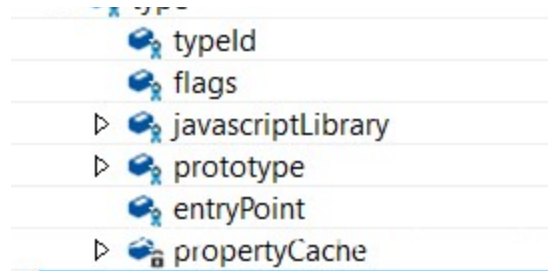 typeId
flags
javascriptLibrary
prototype
entryPoint
propertyCache